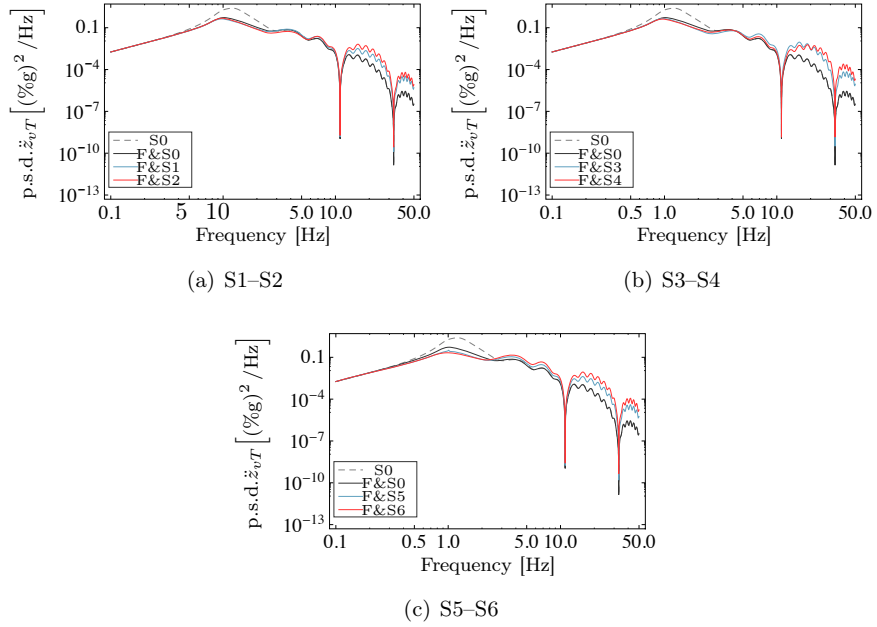 p.s.d. z̈_{vT} [(%g)^2/Hz]
0.1
10^{-4}
10^{-7}
10^{-10}
10^{-13}
S0
F&S0
F&S1
F&S2
0.1 5 10 5.0 10.0 50.0
Frequency [Hz]
(a) S1–S2
p.s.d. z̈_{vT} [(%g)^2/Hz]
0.1
10^{-4}
10^{-7}
10^{-10}
10^{-13}
S0
F&S0
F&S3
F&S4
0.1 0.5 1.0 5.0 10.0 50.0
Frequency [Hz]
(b) S3–S4
p.s.d. z̈_{vT} [(%g)^2/Hz]
0.1
10^{-4}
10^{-7}
10^{-10}
10^{-13}
S0
F&S0
F&S5
F&S6
0.1 0.5 1.0 5.0 10.0 50.0
Frequency [Hz]
(c) S5–S6